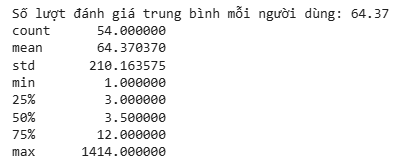 Số lượt đánh giá trung bình mỗi người dùng: 64.37
count 54.000000
mean 64.370370
std 210.163575
min 1.000000
25% 3.000000
50% 3.500000
75% 12.000000
max 1414.000000